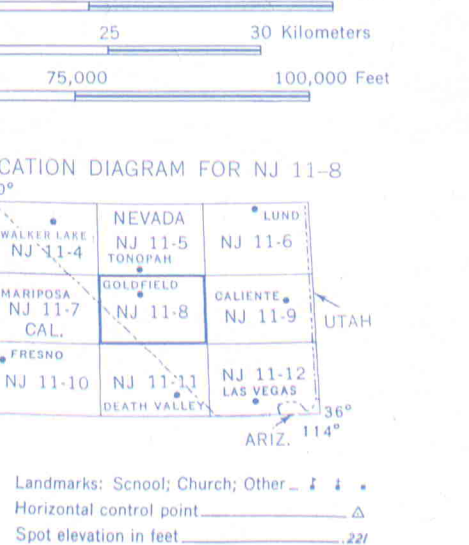 25 30 Kilometers
75,000 100,000 Feet
CATION DIAGRAM FOR NJ 11-8
0°
WALKER LAKE
NJ 11-4
NEVADA
NJ 11-5
TONOPAH
LUND
NJ 11-6
MARIPOSA
NJ 11-7
CAL.
GOLDFIELD
NJ 11-8
CALIENTE
NJ 11-9
UTAH
FRESNO
NJ 11-10
NJ 11-11
DEATH VALLEY
NJ 11-12
LAS VEGAS
36°
ARIZ. 114°
Landmarks: School; Church; Other
Horizontal control point
Spot elevation in feet .221